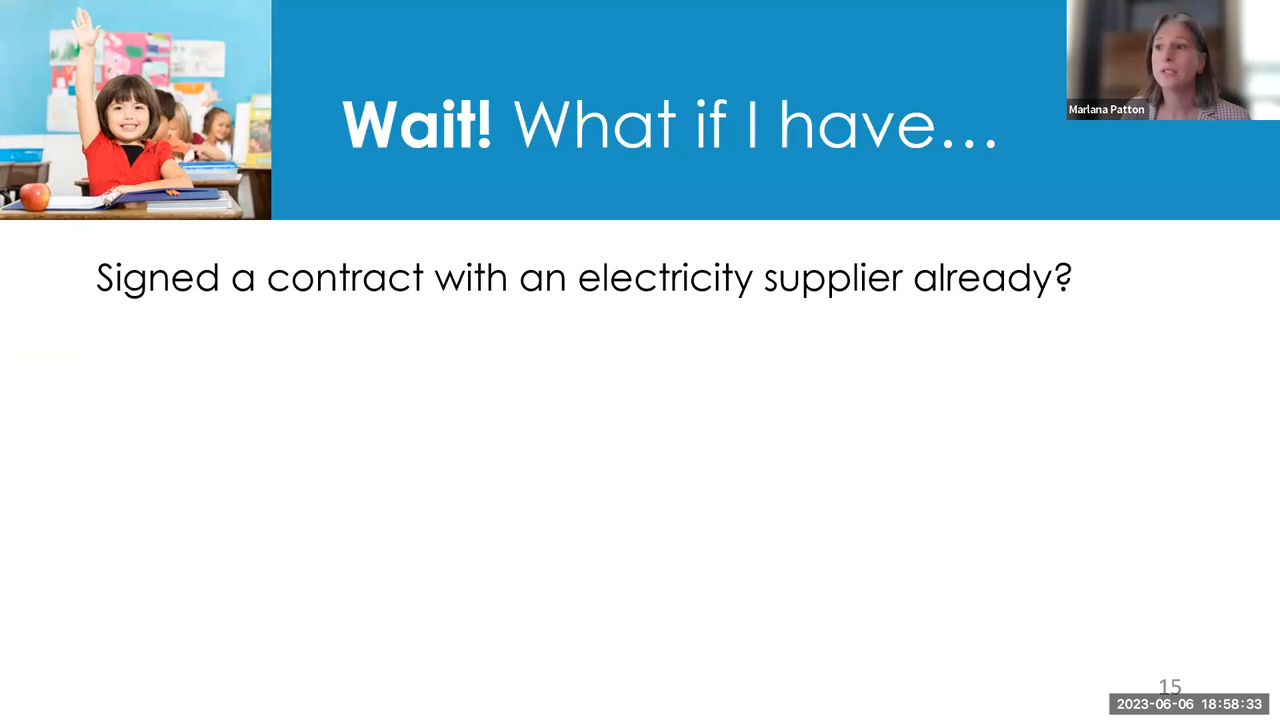 Wait! What if I have…
Marlana Patton
Signed a contract with an electricity supplier already?
15
2023-06-06 18:58:33